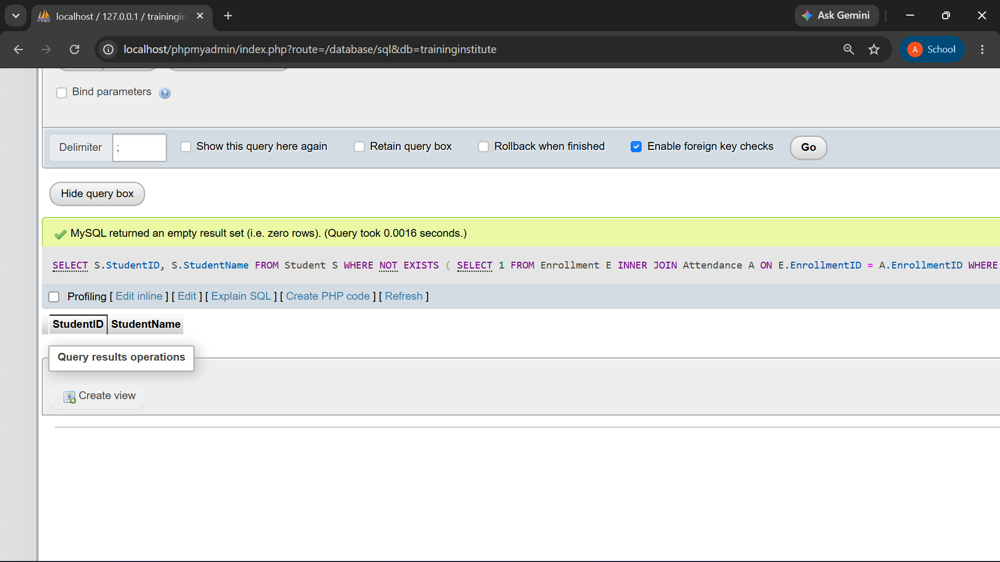 localhost / 127.0.0.1 / trainingin
Ask Gemini
localhost/phpmyadmin/index.php?route=/database/sql&db=traininginstitute
A School
Bind parameters
Delimiter ; Show this query here again Retain query box Rollback when finished Enable foreign key checks Go
Hide query box
MySQL returned an empty result set (i.e. zero rows). (Query took 0.0016 seconds.)
SELECT S.StudentID, S.StudentName FROM Student S WHERE NOT EXISTS ( SELECT 1 FROM Enrollment E INNER JOIN Attendance A ON E.EnrollmentID = A.EnrollmentID WHERE
Profiling [ Edit inline ] [ Edit ] [ Explain SQL ] [ Create PHP code ] [ Refresh ]
StudentID StudentName
Query results operations
Create view